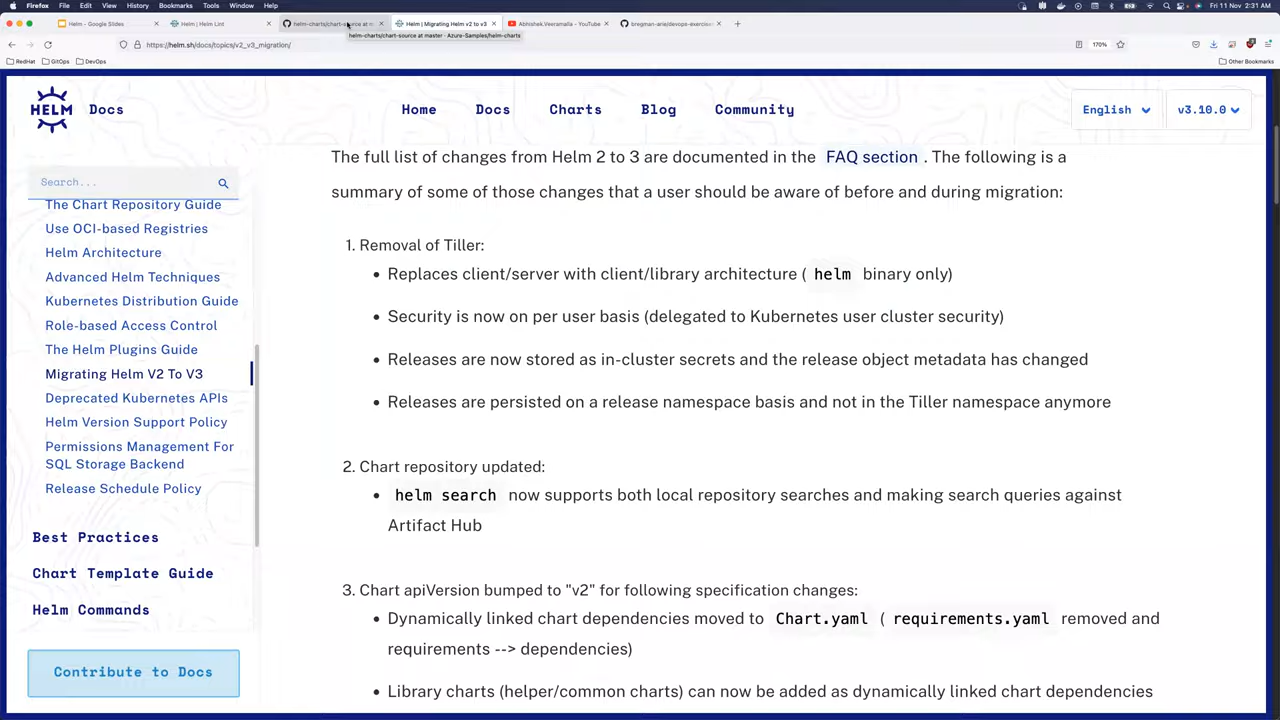 Firefox File Edit View History Bookmarks Tools Window Help
Fri 11 Nov 2:31 AM
Helm - Google Slides
Helm | Helm Lint
helm-charts/chart-source at m
Helm | Migrating Helm v2 to v3
Abhishek.Veeramalla - YouTube
bregman-arie/devops-exercises
helm-charts/chart-source at master · Azure-Samples/helm-charts
https://helm.sh/docs/topics/v2_v3_migration/
170%
RedHat GitOps DevOps
Other Bookmarks
HELM Docs
Home Docs Charts Blog Community
English v3.10.0
Search...
The Chart Repository Guide
Use OCI-based Registries
Helm Architecture
Advanced Helm Techniques
Kubernetes Distribution Guide
Role-based Access Control
The Helm Plugins Guide
Migrating Helm V2 To V3
Deprecated Kubernetes APIs
Helm Version Support Policy
Permissions Management For
SQL Storage Backend
Release Schedule Policy
Best Practices
Chart Template Guide
Helm Commands
Contribute to Docs
The full list of changes from Helm 2 to 3 are documented in the FAQ section . The following is a
summary of some of those changes that a user should be aware of before and during migration:
1. Removal of Tiller:
• Replaces client/server with client/library architecture ( helm binary only)
• Security is now on per user basis (delegated to Kubernetes user cluster security)
• Releases are now stored as in-cluster secrets and the release object metadata has changed
• Releases are persisted on a release namespace basis and not in the Tiller namespace anymore
2. Chart repository updated:
• helm search now supports both local repository searches and making search queries against
Artifact Hub
3. Chart apiVersion bumped to "v2" for following specification changes:
• Dynamically linked chart dependencies moved to Chart.yaml ( requirements.yaml removed and
requirements --> dependencies)
• Library charts (helper/common charts) can now be added as dynamically linked chart dependencies